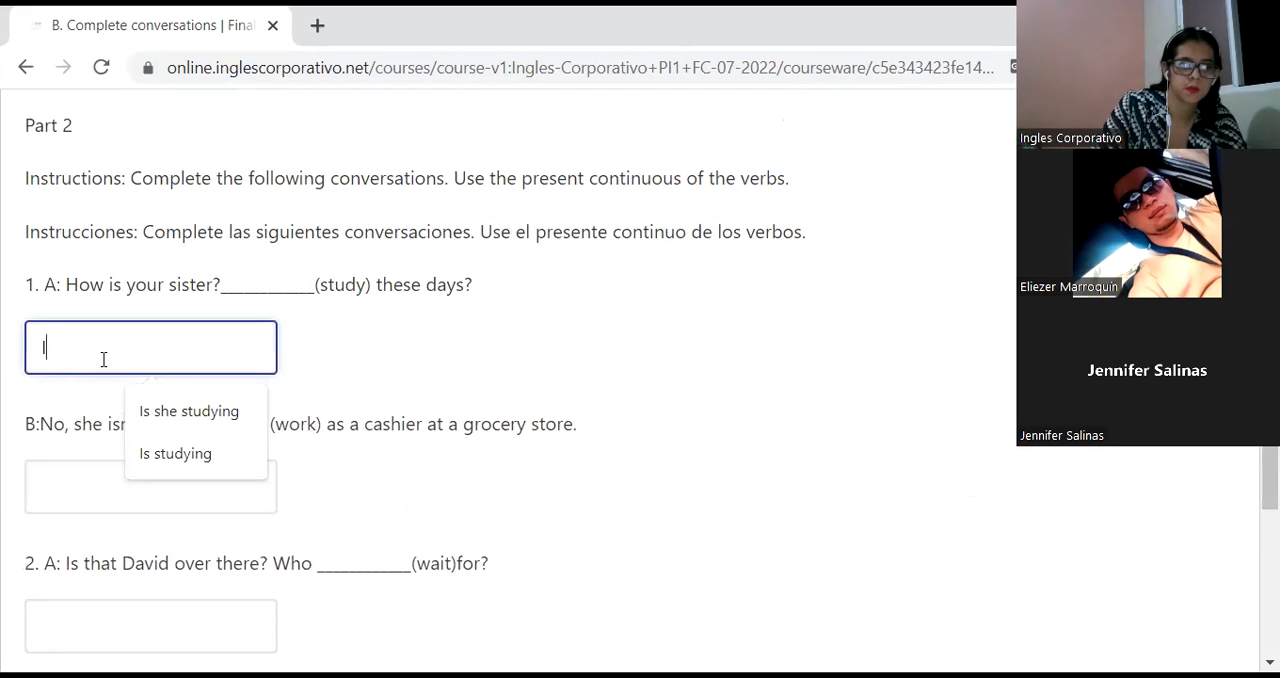 B. Complete conversations | Fina
online.inglescorporativo.net/courses/course-v1:Ingles-Corporativo+PI1+FC-07-2022/courseware/c5e343423fe14...
Part 2
Instructions: Complete the following conversations. Use the present continuous of the verbs.
Instrucciones: Complete las siguientes conversaciones. Use el presente continuo de los verbos.
1. A: How is your sister?____________(study) these days?
I
Is she studying
Is studying
B:No, she isn (work) as a cashier at a grocery store.
2. A: Is that David over there? Who ____________(wait)for?
Ingles Corporativo
Eliezer Marroquin
Jennifer Salinas
Jennifer Salinas